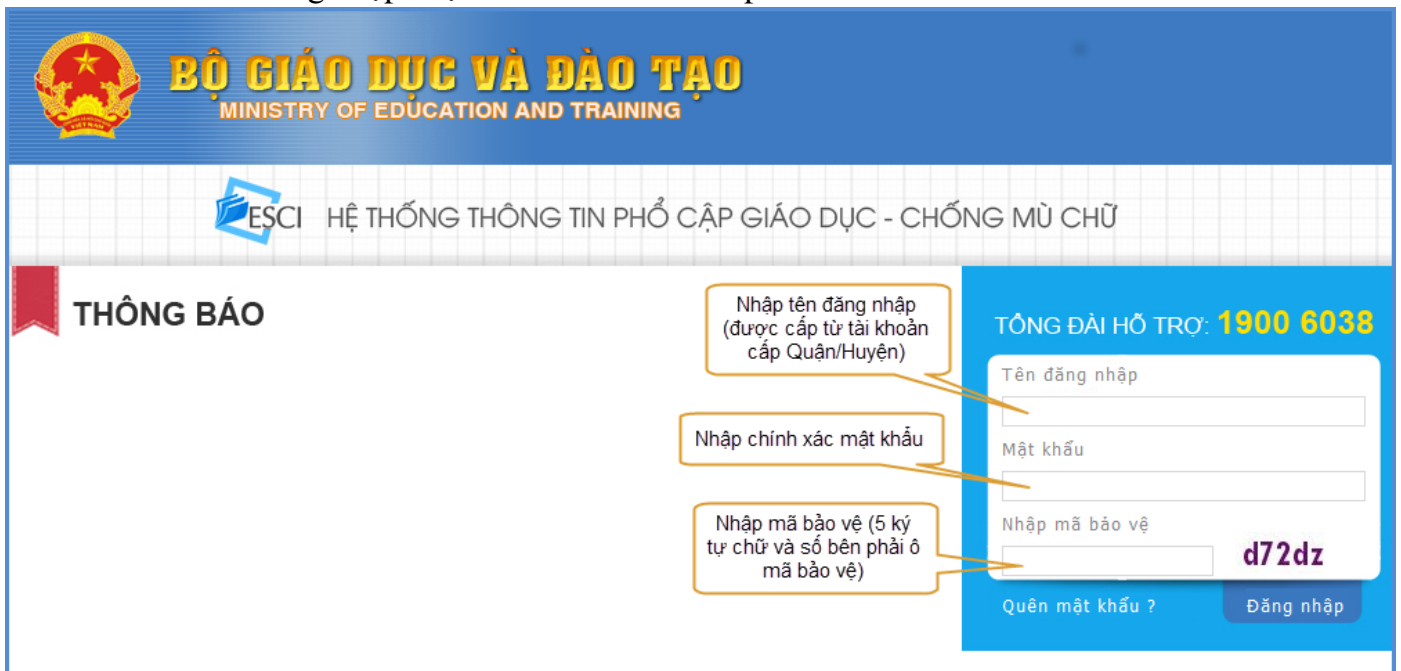 BỘ GIÁO DỤC VÀ ĐÀO TẠO
MINISTRY OF EDUCATION AND TRAINING
ESCI HỆ THỐNG THÔNG TIN PHỔ CẬP GIÁO DỤC - CHỐNG MÙ CHỮ
THÔNG BÁO
Nhập tên đăng nhập
(được cấp từ tài khoản
cấp Quận/Huyện)
Nhập chính xác mật khẩu
Nhập mã bảo vệ (5 ký
tự chữ và số bên phải ô
mã bảo vệ)
TỔNG ĐÀI HỖ TRỢ: 1900 6038
Tên đăng nhập
Mật khẩu
Nhập mã bảo vệ
d72dz
Quên mật khẩu ?
Đăng nhập